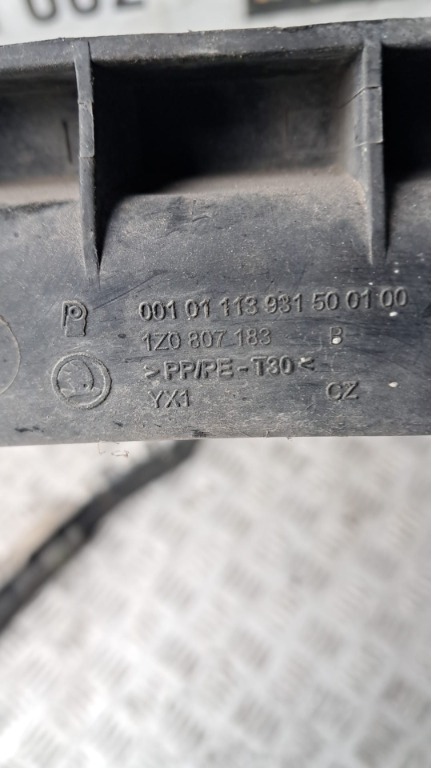 001 01 113 931 50 01 00
1Z0 807 183 B
>PP/PE-T30<
YX1 CZ